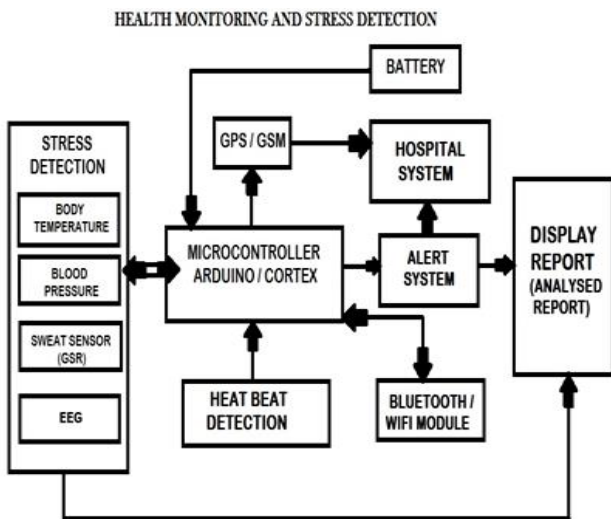 HEALTH MONITORING AND STRESS DETECTION
BATTERY
STRESS
DETECTION
GPS / GSM
HOSPITAL
SYSTEM
BODY
TEMPERATURE
BLOOD
PRESSURE
SWEAT SENSOR
(GSR)
EEG
MICROCONTROLLER
ARDUINO / CORTEX
ALERT
SYSTEM
DISPLAY
REPORT
(ANALYSED
REPORT)
HEAT BEAT
DETECTION
BLUETOOTH /
WIFI MODULE